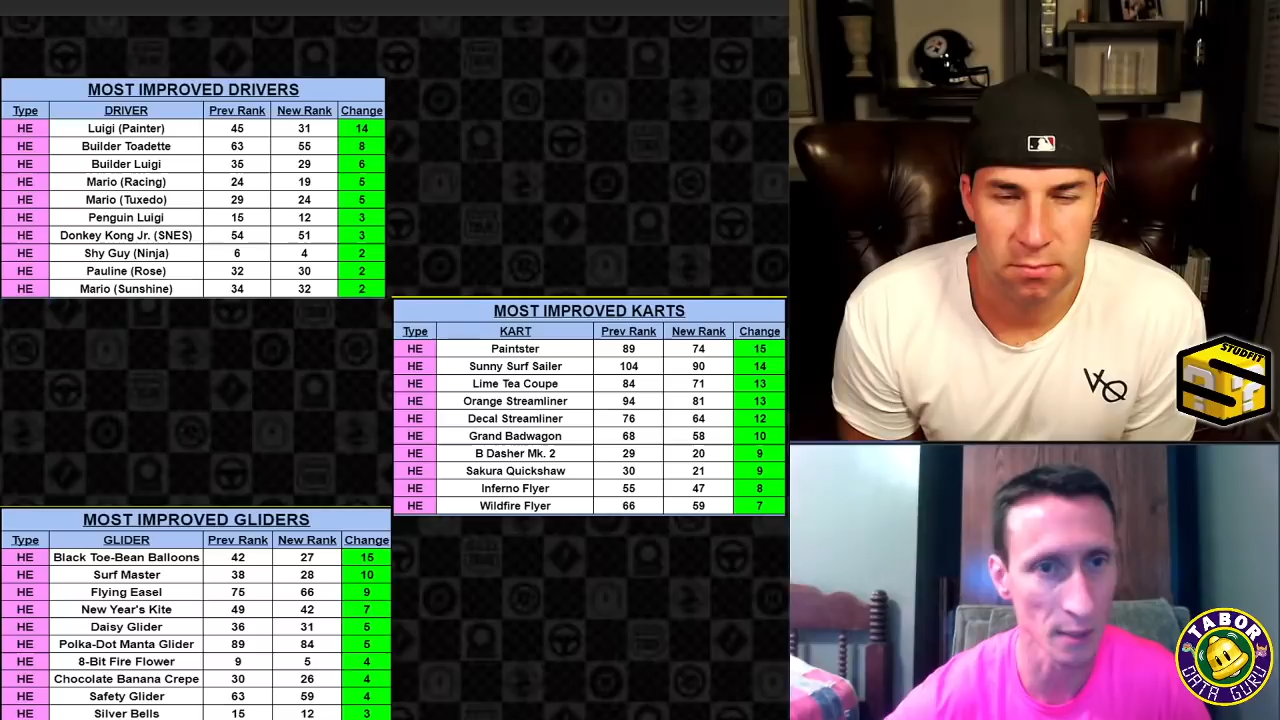 MOST IMPROVED DRIVERS
Type DRIVER Prev Rank New Rank Change
HE Luigi (Painter) 45 31 14
HE Builder Toadette 63 55 8
HE Builder Luigi 35 29 6
HE Mario (Racing) 24 19 5
HE Mario (Tuxedo) 29 24 5
HE Penguin Luigi 15 12 3
HE Donkey Kong Jr. (SNES) 54 51 3
HE Shy Guy (Ninja) 6 4 2
HE Pauline (Rose) 32 30 2
HE Mario (Sunshine) 34 32 2
MOST IMPROVED KARTS
Type KART Prev Rank New Rank Change
HE Paintster 89 74 15
HE Sunny Surf Sailer 104 90 14
HE Lime Tea Coupe 84 71 13
HE Orange Streamliner 94 81 13
HE Decal Streamliner 76 64 12
HE Grand Badwagon 68 58 10
HE B Dasher Mk. 2 29 20 9
HE Sakura Quickshaw 30 21 9
HE Inferno Flyer 55 47 8
HE Wildfire Flyer 66 59 7
MOST IMPROVED GLIDERS
Type GLIDER Prev Rank New Rank Change
HE Black Toe-Bean Balloons 42 27 15
HE Surf Master 38 28 10
HE Flying Easel 75 66 9
HE New Year's Kite 49 42 7
HE Daisy Glider 36 31 5
HE Polka-Dot Manta Glider 89 84 5
HE 8-Bit Fire Flower 9 5 4
HE Chocolate Banana Crepe 30 26 4
HE Safety Glider 63 59 4
HE Silver Bells 15 12 3
STUDFIT
TABOR
DATA GURU